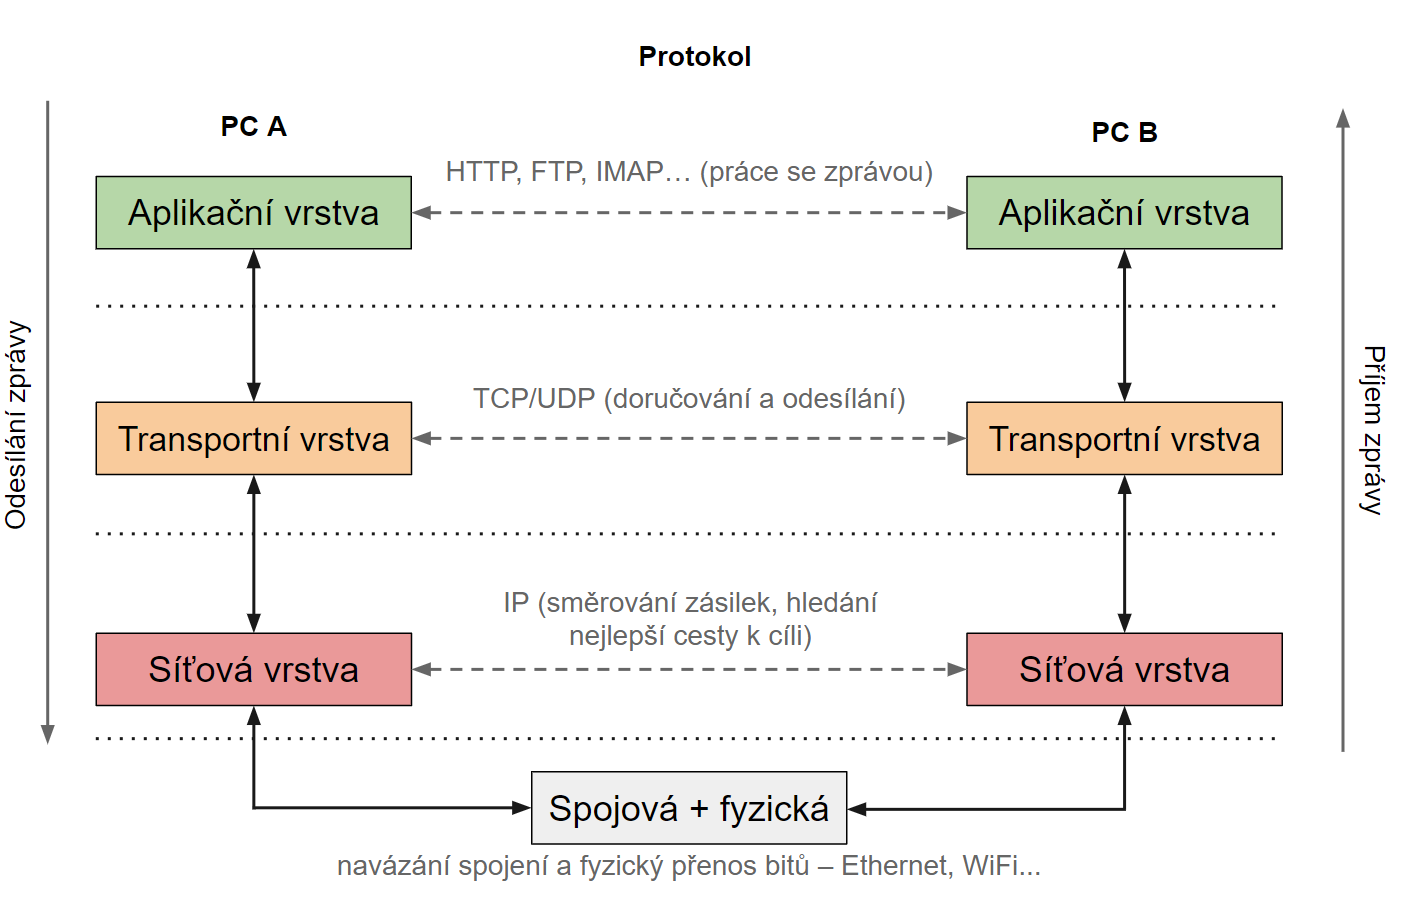 Protokol
PC A
PC B
HTTP, FTP, IMAP… (práce se zprávou)
Aplikační vrstva
Aplikační vrstva
Odesílání zprávy
Příjem zprávy
TCP/UDP (doručování a odesílání)
Transportní vrstva
Transportní vrstva
IP (směrování zásilek, hledání
nejlepší cesty k cíli)
Síťová vrstva
Síťová vrstva
Spojová + fyzická
navázání spojení a fyzický přenos bitů – Ethernet, WiFi...